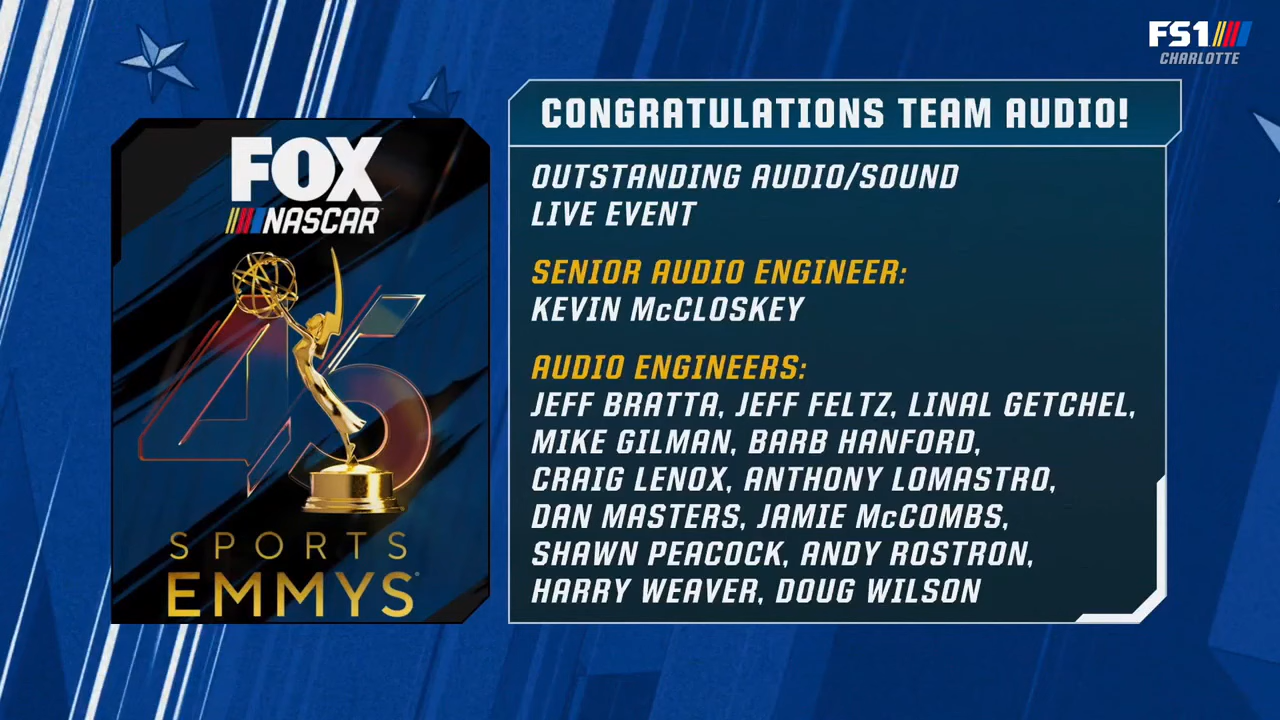 FS1
CHARLOTTE
CONGRATULATIONS TEAM AUDIO!
FOX
NASCAR
45
SPORTS
EMMYS
OUTSTANDING AUDIO/SOUND
LIVE EVENT
SENIOR AUDIO ENGINEER:
KEVIN McCLOSKEY
AUDIO ENGINEERS:
JEFF BRATTA, JEFF FELTZ, LINAL GETCHEL,
MIKE GILMAN, BARB HANFORD,
CRAIG LENOX, ANTHONY LOMASTRO,
DAN MASTERS, JAMIE McCOMBS,
SHAWN PEACOCK, ANDY ROSTRON,
HARRY WEAVER, DOUG WILSON